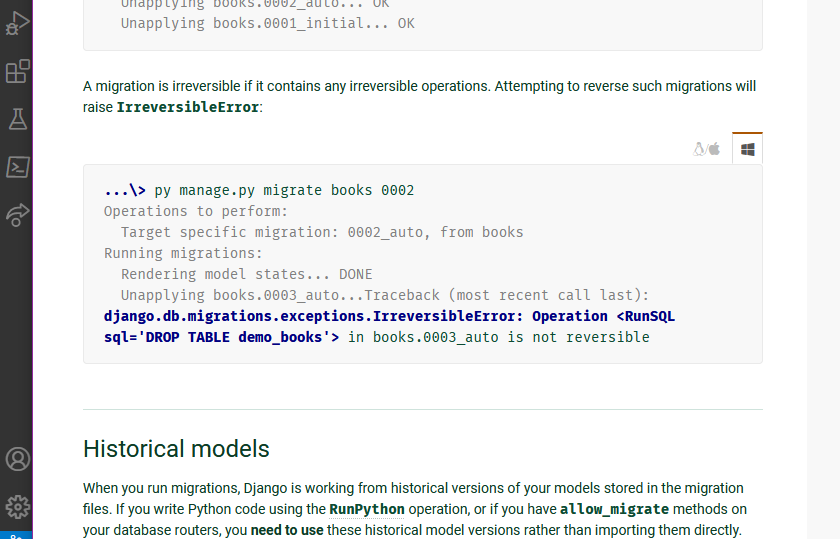 Unapplying books.0002_auto... OK
Unapplying books.0001_initial... OK
A migration is irreversible if it contains any irreversible operations. Attempting to reverse such migrations will
raise IrreversibleError:
...\> py manage.py migrate books 0002
Operations to perform:
Target specific migration: 0002_auto, from books
Running migrations:
Rendering model states... DONE
Unapplying books.0003_auto...Traceback (most recent call last):
django.db.migrations.exceptions.IrreversibleError: Operation <RunSQL
sql='DROP TABLE demo_books'> in books.0003_auto is not reversible
Historical models
When you run migrations, Django is working from historical versions of your models stored in the migration
files. If you write Python code using the RunPython operation, or if you have allow_migrate methods on
your database routers, you need to use these historical model versions rather than importing them directly.